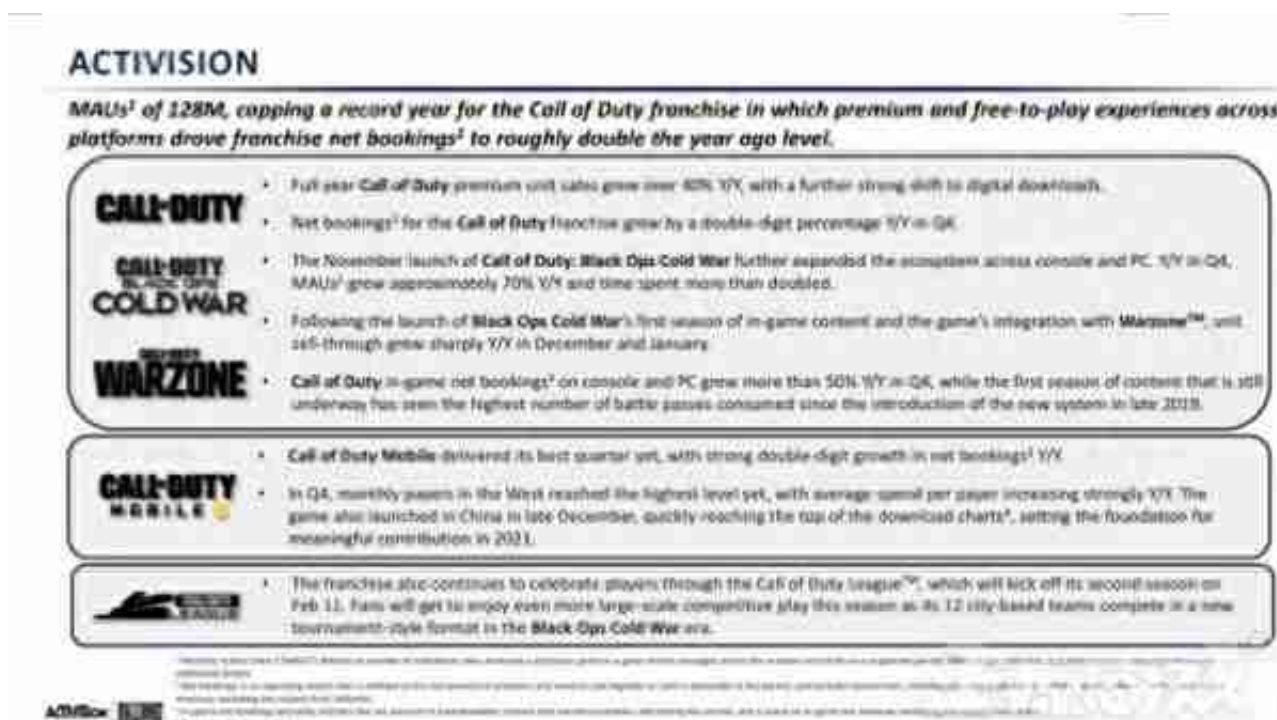 ACTIVISION
MAUs¹ of 128M, capping a record year for the Call of Duty franchise in which premium and free-to-play experiences across
platforms drove franchise net bookings² to roughly double the year ago level.
CALL·DUTY
• Full year Call of Duty premium unit sales grew over 40% Y/Y, with a further strong shift to digital downloads.
• Net bookings² for the Call of Duty franchise grew by a double-digit percentage Y/Y in Q4.
CALL·DUTY
BLACK OPS
COLD WAR
• The November launch of Call of Duty: Black Ops Cold War further expanded the ecosystem across console and PC. Y/Y in Q4,
MAUs¹ grew approximately 70% Y/Y and time spent more than doubled.
• Following the launch of Black Ops Cold War's first season of in-game content and the game's integration with Warzone™, unit
sell-through grew sharply Y/Y in December and January.
CALL·DUTY
WARZONE
• Call of Duty in-game net bookings³ on console and PC grew more than 50% Y/Y in Q4, while the first season of content that is still
underway has seen the highest number of battle passes consumed since the introduction of the new system in late 2019.
CALL·DUTY
MOBILE
• Call of Duty Mobile delivered its best quarter yet, with strong double-digit growth in net bookings² Y/Y.
• In Q4, monthly payers in the West reached the highest level yet, with average spend per payer increasing strongly Y/Y. The
game also launched in China in late December, quickly reaching the top of the download charts⁴, setting the foundation for
meaningful contribution in 2021.
LEAGUE
• The franchise also continues to celebrate players through the Call of Duty League™, which will kick off its second season on
Feb 11. Fans will get to enjoy even more large-scale competitive play this season as its 12 city-based teams compete in a new
tournament-style format in the Black Ops Cold War era.
ACTIVISION